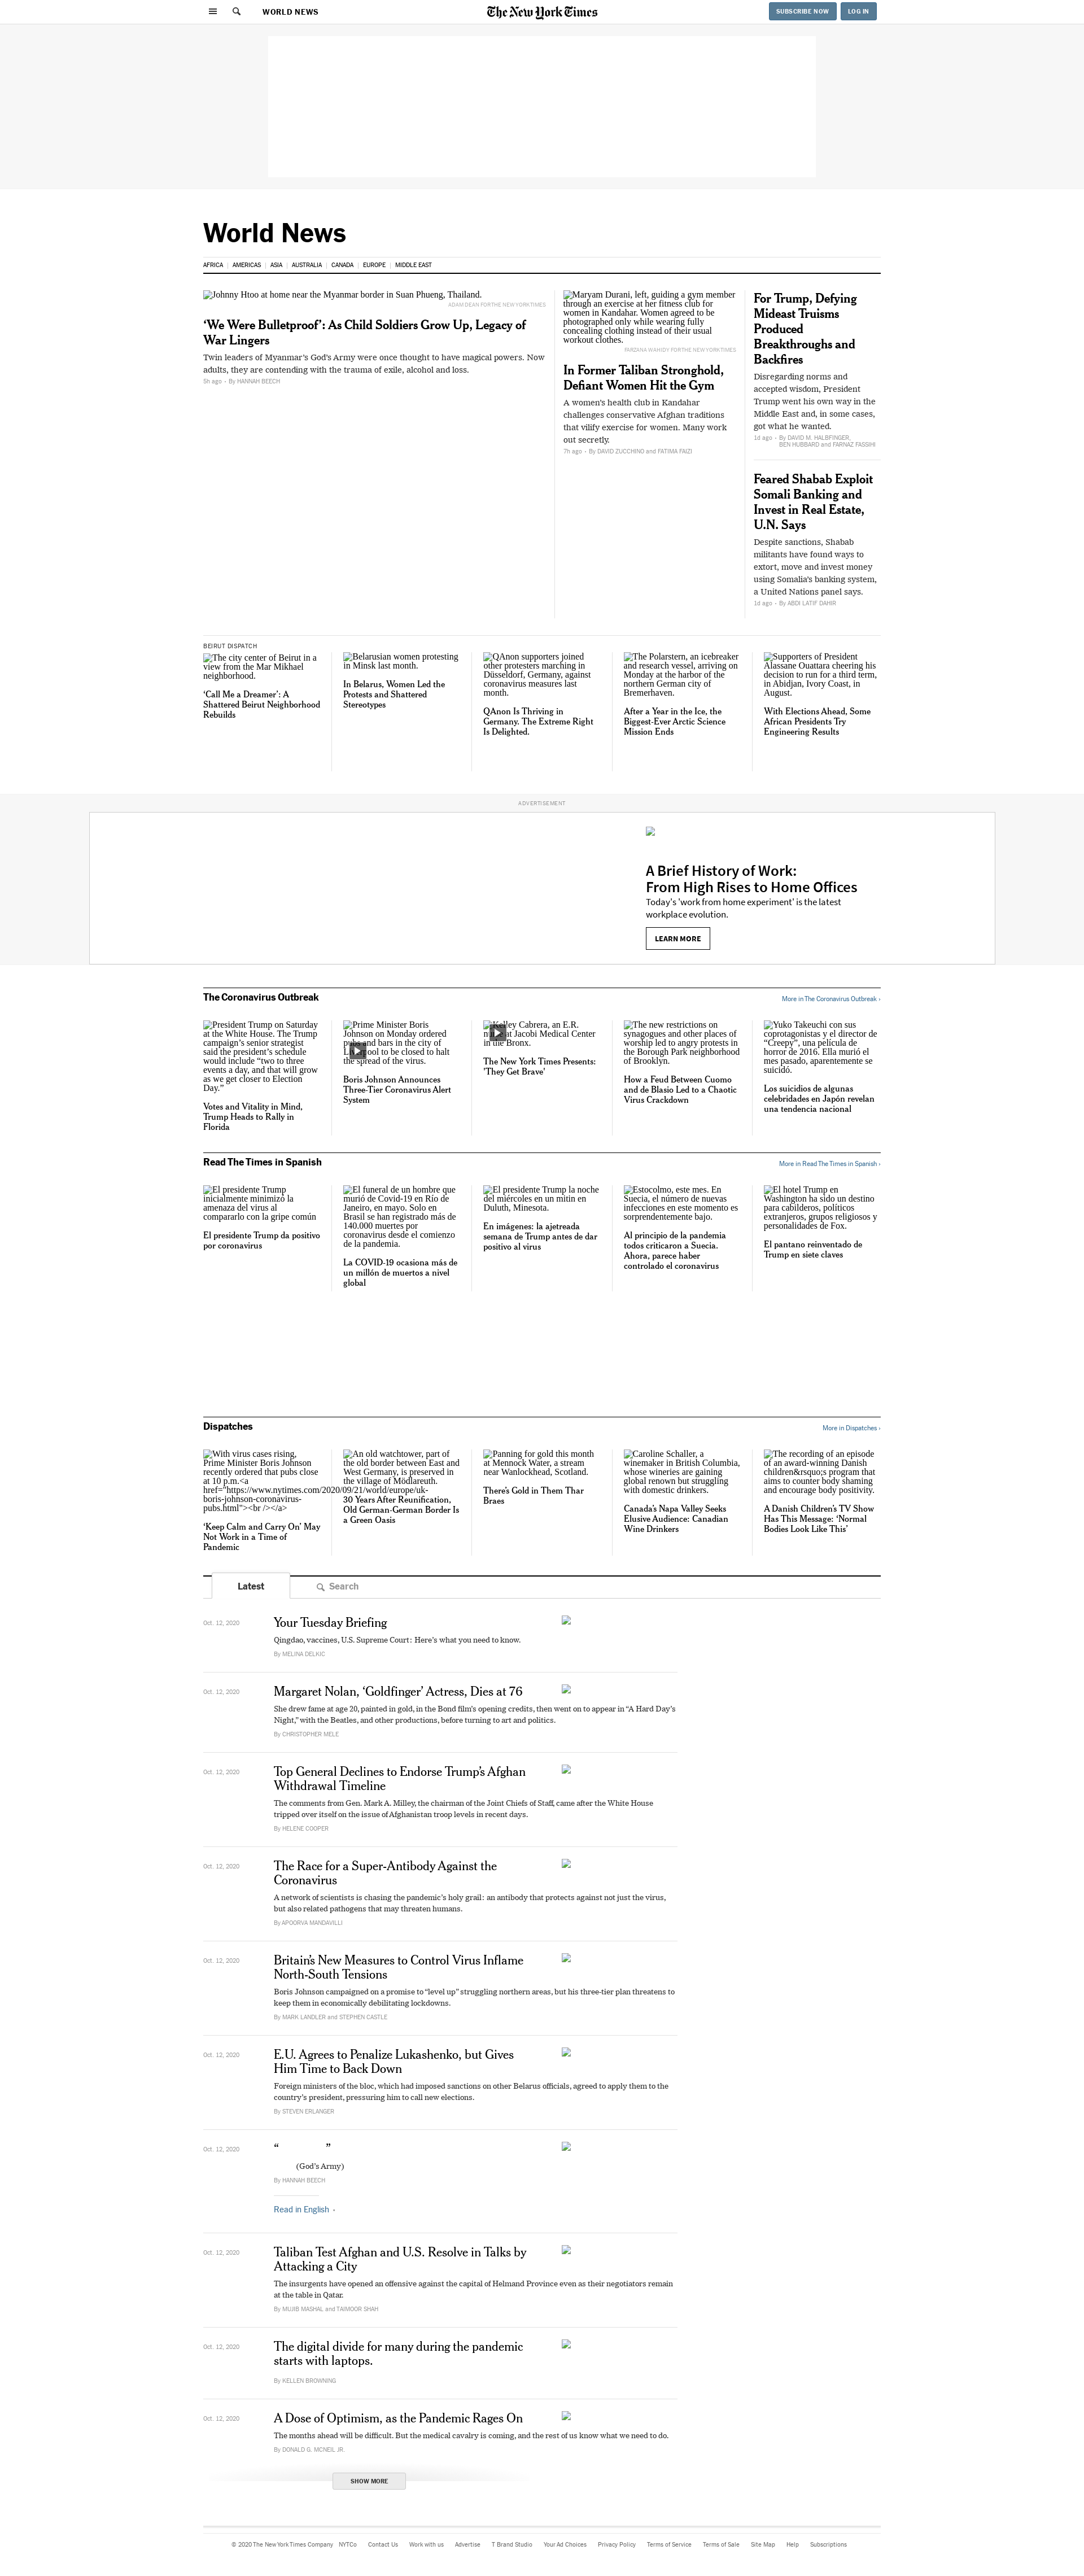 WORLD NEWS
The New York Times
SUBSCRIBE NOW
LOG IN
World News
AFRICA
AMERICAS
ASIA
AUSTRALIA
CANADA
EUROPE
MIDDLE EAST
Johnny Htoo at home near the Myanmar border in Suan Phueng, Thailand.
ADAM DEAN FOR THE NEW YORK TIMES
‘We Were Bulletproof’: As Child Soldiers Grow Up, Legacy of
War Lingers
Twin leaders of Myanmar’s God’s Army were once thought to have magical powers. Now
adults, they are contending with the trauma of exile, alcohol and loss.
5h ago · By HANNAH BEECH
Maryam Durani, left, guiding a gym member
through an exercise at her fitness club for
women in Kandahar. Women agreed to be
photographed only while wearing fully
concealing clothing instead of their usual
workout clothes.
FARZANA WAHIDY FOR THE NEW YORK TIMES
In Former Taliban Stronghold,
Defiant Women Hit the Gym
A women’s health club in Kandahar
challenges conservative Afghan traditions
that vilify exercise for women. Many work
out secretly.
7h ago · By DAVID ZUCCHINO and FATIMA FAIZI
For Trump, Defying
Mideast Truisms
Produced
Breakthroughs and
Backfires
Disregarding norms and
accepted wisdom, President
Trump went his own way in the
Middle East and, in some cases,
got what he wanted.
1d ago · By DAVID M. HALBFINGER,
BEN HUBBARD and FARNAZ FASSIHI
Feared Shabab Exploit
Somali Banking and
Invest in Real Estate,
U.N. Says
Despite sanctions, Shabab
militants have found ways to
extort, move and invest money
using Somalia’s banking system,
a United Nations panel says.
1d ago · By ABDI LATIF DAHIR
BEIRUT DISPATCH
The city center of Beirut in a
view from the Mar Mikhael
neighborhood.
‘Call Me a Dreamer’: A
Shattered Beirut Neighborhood
Rebuilds
Belarusian women protesting
in Minsk last month.
In Belarus, Women Led the
Protests and Shattered
Stereotypes
QAnon supporters joined
other protesters marching in
Düsseldorf, Germany, against
coronavirus measures last
month.
QAnon Is Thriving in
Germany. The Extreme Right
Is Delighted.
The Polarstern, an icebreaker
and research vessel, arriving on
Monday at the harbor of the
northern German city of
Bremerhaven.
After a Year in the Ice, the
Biggest-Ever Arctic Science
Mission Ends
Supporters of President
Alassane Ouattara cheering his
decision to run for a third term,
in Abidjan, Ivory Coast, in
August.
With Elections Ahead, Some
African Presidents Try
Engineering Results
ADVERTISEMENT
A Brief History of Work:
From High Rises to Home Offices
Today's 'work from home experiment' is the latest
workplace evolution.
LEARN MORE
The Coronavirus Outbreak
More in The Coronavirus Outbreak ›
President Trump on Saturday
at the White House. The Trump
campaign’s senior strategist
said the president’s schedule
would include “two to three
events a day, and that will grow
as we get closer to Election
Day.”
Votes and Vitality in Mind,
Trump Heads to Rally in
Florida
Prime Minister Boris
Johnson on Monday ordered
bars in the city of
to be closed to halt
the spread of the virus.
Boris Johnson Announces
Three-Tier Coronavirus Alert
System
Cabrera, an E.R.
Jacobi Medical Center
in the Bronx.
The New York Times Presents:
'They Get Brave'
The new restrictions on
synagogues and other places of
worship led to angry protests in
the Borough Park neighborhood
of Brooklyn.
How a Feud Between Cuomo
and de Blasio Led to a Chaotic
Virus Crackdown
Yuko Takeuchi con sus
coprotagonistas y el director de
“Creepy”, una película de
horror de 2016. Ella murió el
mes pasado, aparentemente se
suicidó.
Los suicidios de algunas
celebridades en Japón revelan
una tendencia nacional
Read The Times in Spanish
More in Read The Times in Spanish ›
El presidente Trump
inicialmente minimizó la
amenaza del virus al
compararlo con la gripe común
El presidente Trump da positivo
por coronavirus
El funeral de un hombre que
murió de Covid-19 en Río de
Janeiro, en mayo. Solo en
Brasil se han registrado más de
140.000 muertes por
coronavirus desde el comienzo
de la pandemia.
La COVID-19 ocasiona más de
un millón de muertos a nivel
global
El presidente Trump la noche
del miércoles en un mitin en
Duluth, Minesota.
En imágenes: la ajetreada
semana de Trump antes de dar
positivo al virus
Estocolmo, este mes. En
Suecia, el número de nuevas
infecciones en este momento es
sorprendentemente bajo.
Al principio de la pandemia
todos criticaron a Suecia.
Ahora, parece haber
controlado el coronavirus
El hotel Trump en
Washington ha sido un destino
para cabilderos, políticos
extranjeros, grupos religiosos y
personalidades de Fox.
El pantano reinventado de
Trump en siete claves
Dispatches
More in Dispatches ›
With virus cases rising,
Prime Minister Boris Johnson
recently ordered that pubs close
at 10 p.m.<a
href="https://www.nytimes.com/2020/09/21/world/europe/uk-
boris-johnson-coronavirus-
pubs.html"><br /></a>
‘Keep Calm and Carry On’ May
Not Work in a Time of
Pandemic
An old watchtower, part of
the old border between East and
West Germany, is preserved in
the village of Mödlareuth.
30 Years After Reunification,
Old German-German Border Is
a Green Oasis
Panning for gold this month
at Mennock Water, a stream
near Wanlockhead, Scotland.
There’s Gold in Them Thar
Braes
Caroline Schaller, a
winemaker in British Columbia,
whose wineries are gaining
global renown but struggling
with domestic drinkers.
Canada’s Napa Valley Seeks
Elusive Audience: Canadian
Wine Drinkers
The recording of an episode
of an award-winning Danish
children&rsquo;s program that
aims to counter body shaming
and encourage body positivity.
A Danish Children’s TV Show
Has This Message: ‘Normal
Bodies Look Like This’
Latest
Search
Oct. 12, 2020
Your Tuesday Briefing
Qingdao, vaccines, U.S. Supreme Court: Here’s what you need to know.
By MELINA DELKIC
Oct. 12, 2020
Margaret Nolan, ‘Goldfinger’ Actress, Dies at 76
She drew fame at age 20, painted in gold, in the Bond film’s opening credits, then went on to appear in “A Hard Day’s
Night,” with the Beatles, and other productions, before turning to art and politics.
By CHRISTOPHER MELE
Oct. 12, 2020
Top General Declines to Endorse Trump’s Afghan
Withdrawal Timeline
The comments from Gen. Mark A. Milley, the chairman of the Joint Chiefs of Staff, came after the White House
tripped over itself on the issue of Afghanistan troop levels in recent days.
By HELENE COOPER
Oct. 12, 2020
The Race for a Super-Antibody Against the
Coronavirus
A network of scientists is chasing the pandemic’s holy grail: an antibody that protects against not just the virus,
but also related pathogens that may threaten humans.
By APOORVA MANDAVILLI
Oct. 12, 2020
Britain’s New Measures to Control Virus Inflame
North-South Tensions
Boris Johnson campaigned on a promise to “level up” struggling northern areas, but his three-tier plan threatens to
keep them in economically debilitating lockdowns.
By MARK LANDLER and STEPHEN CASTLE
Oct. 12, 2020
E.U. Agrees to Penalize Lukashenko, but Gives
Him Time to Back Down
Foreign ministers of the bloc, which had imposed sanctions on other Belarus officials, agreed to apply them to the
country’s president, pressuring him to call new elections.
By STEVEN ERLANGER
Oct. 12, 2020
“ ”
(God’s Army)
By HANNAH BEECH
Read in English ›
Oct. 12, 2020
Taliban Test Afghan and U.S. Resolve in Talks by
Attacking a City
The insurgents have opened an offensive against the capital of Helmand Province even as their negotiators remain
at the table in Qatar.
By MUJIB MASHAL and TAIMOOR SHAH
Oct. 12, 2020
The digital divide for many during the pandemic
starts with laptops.
By KELLEN BROWNING
Oct. 12, 2020
A Dose of Optimism, as the Pandemic Rages On
The months ahead will be difficult. But the medical cavalry is coming, and the rest of us know what we need to do.
By DONALD G. MCNEIL JR.
SHOW MORE
© 2020 The New York Times Company
NYTCo
Contact Us
Work with us
Advertise
T Brand Studio
Your Ad Choices
Privacy Policy
Terms of Service
Terms of Sale
Site Map
Help
Subscriptions